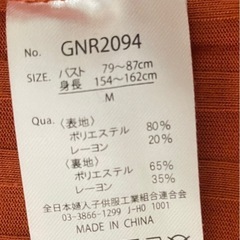 No. GNR2094
SIZE. バスト 79〜87cm
身長 154〜162cm
M
Qua. 〈表地〉
ポリエステル 80%
レーヨン 20%
〈裏地〉
ポリエステル 65%
レーヨン 35%
全日本婦人子供服工業組合連合会
03-3866-1299 J-HO 1001
MADE IN CHINA